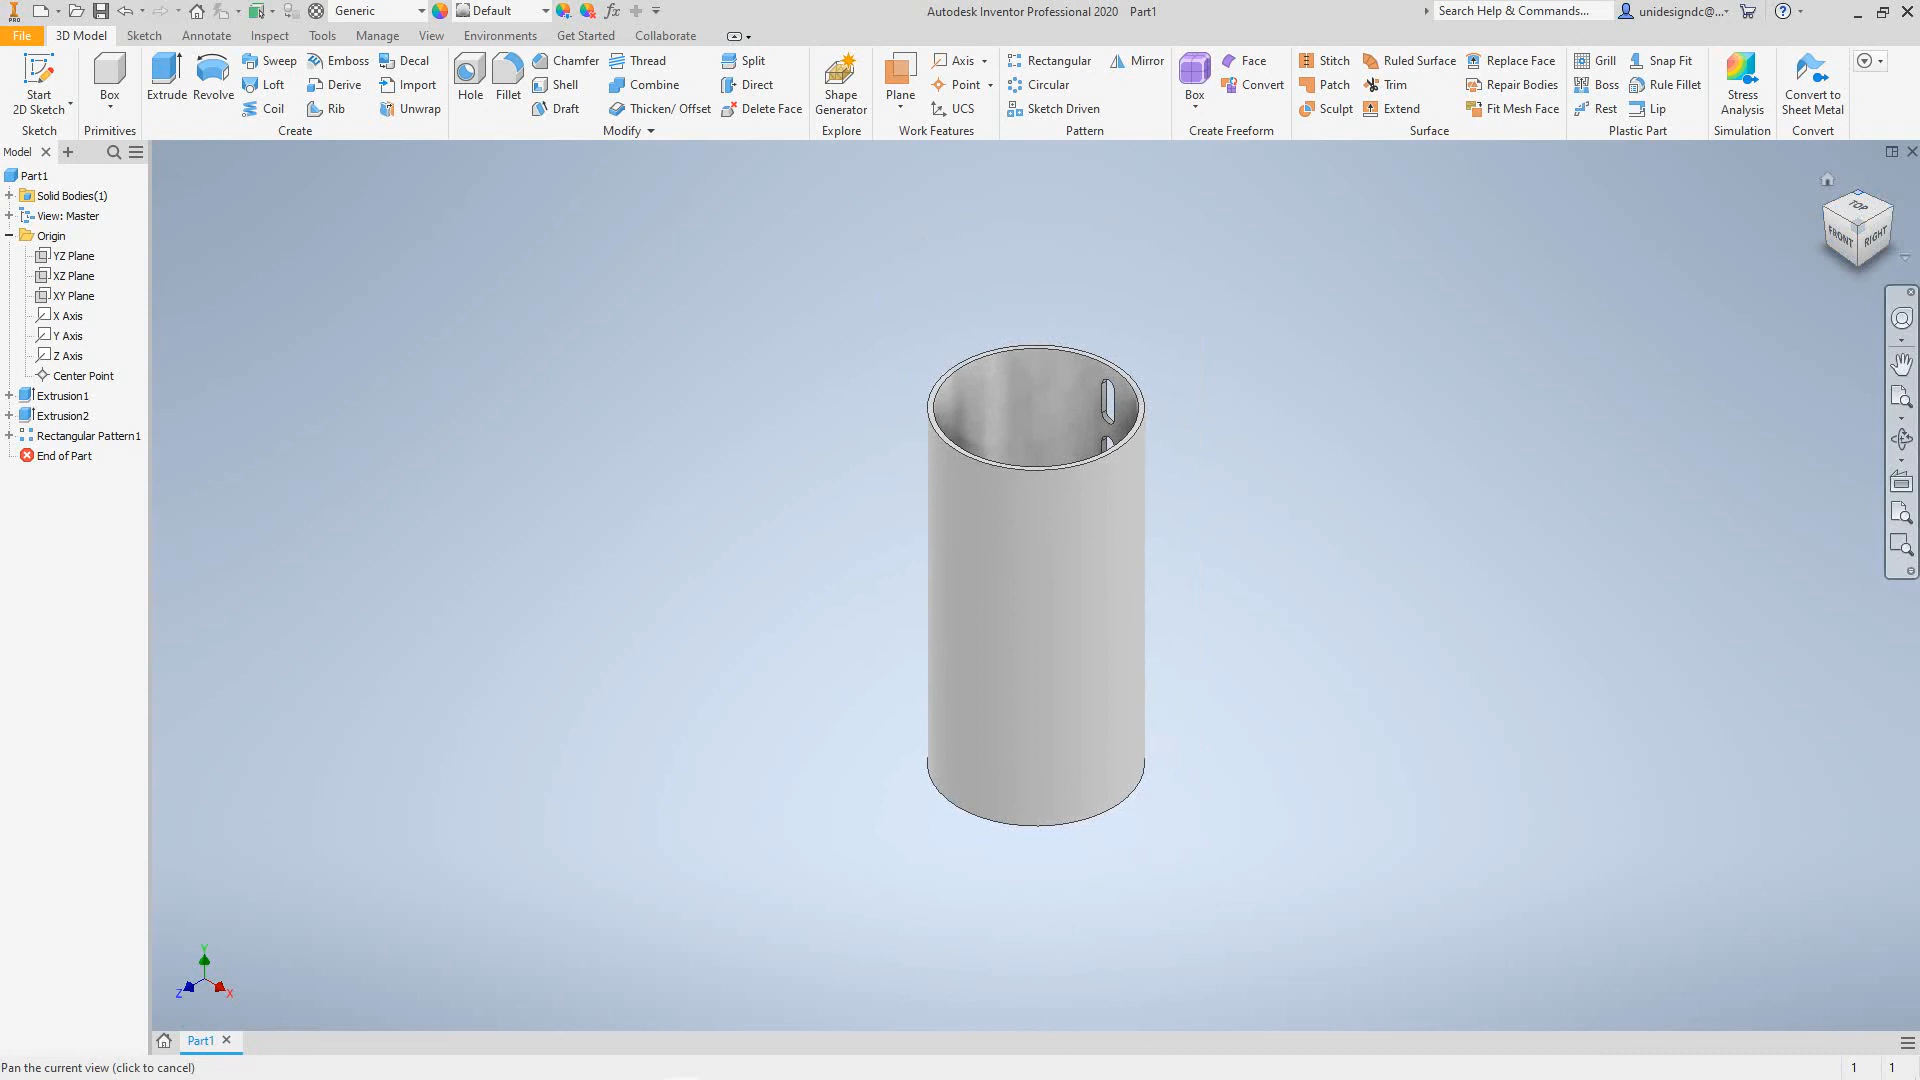 PRO
Generic
Default
fx
Autodesk Inventor Professional 2020 Part1
Search Help & Commands...
unidesigndc@...
File
3D Model
Sketch
Annotate
Inspect
Tools
Manage
View
Environments
Get Started
Collaborate
Start
2D Sketch
Sketch
Box
Primitives
Extrude
Revolve
Sweep
Emboss
Decal
Loft
Derive
Import
Coil
Rib
Unwrap
Create
Hole
Fillet
Chamfer
Thread
Split
Shell
Combine
Direct
Draft
Thicken/ Offset
Delete Face
Modify
Shape
Generator
Explore
Plane
Axis
Point
UCS
Work Features
Rectangular
Mirror
Circular
Sketch Driven
Pattern
Box
Face
Convert
Create Freeform
Stitch
Ruled Surface
Replace Face
Patch
Trim
Repair Bodies
Sculpt
Extend
Fit Mesh Face
Surface
Grill
Snap Fit
Boss
Rule Fillet
Rest
Lip
Plastic Part
Stress
Analysis
Simulation
Convert to
Sheet Metal
Convert
Model
Part1
Solid Bodies(1)
View: Master
Origin
YZ Plane
XZ Plane
XY Plane
X Axis
Y Axis
Z Axis
Center Point
Extrusion1
Extrusion2
Rectangular Pattern1
End of Part
TOP
FRONT
RIGHT
Y
Z
X
Part1
Pan the current view (click to cancel)
1
1